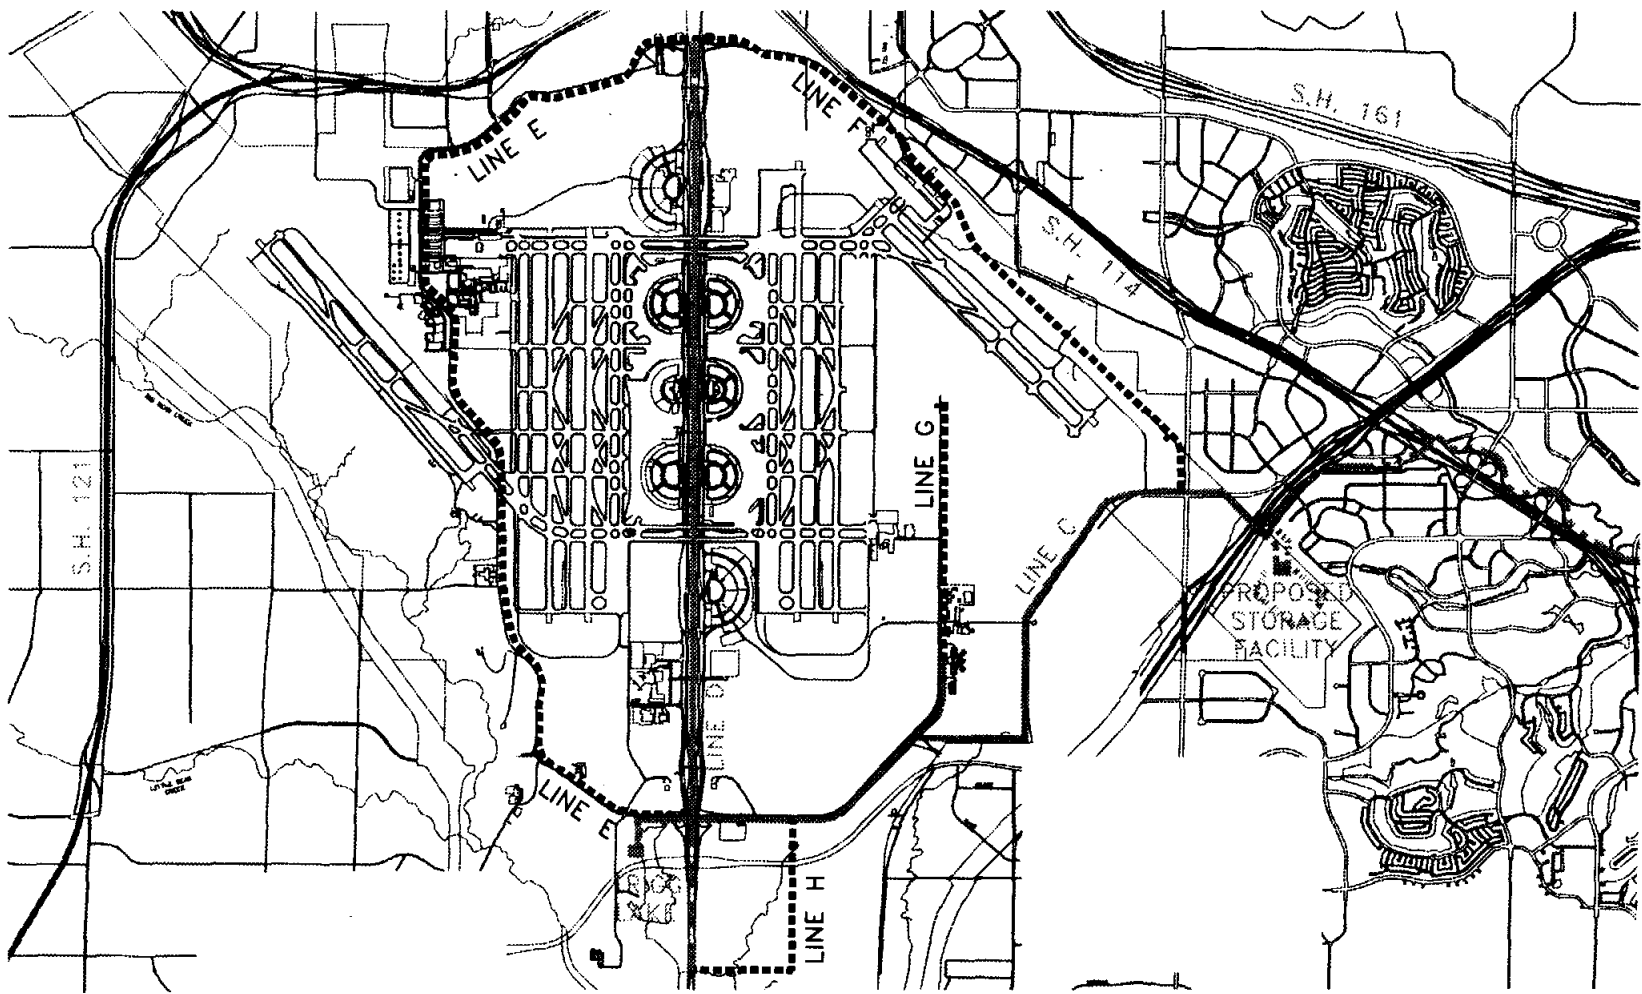 S.H. 161
LINE F
LINE E
S.H. 114
LINE G
S.H. 121
LINE C
PROPOSED
STORAGE
FACILITY
LINE D
LINE E
LINE H